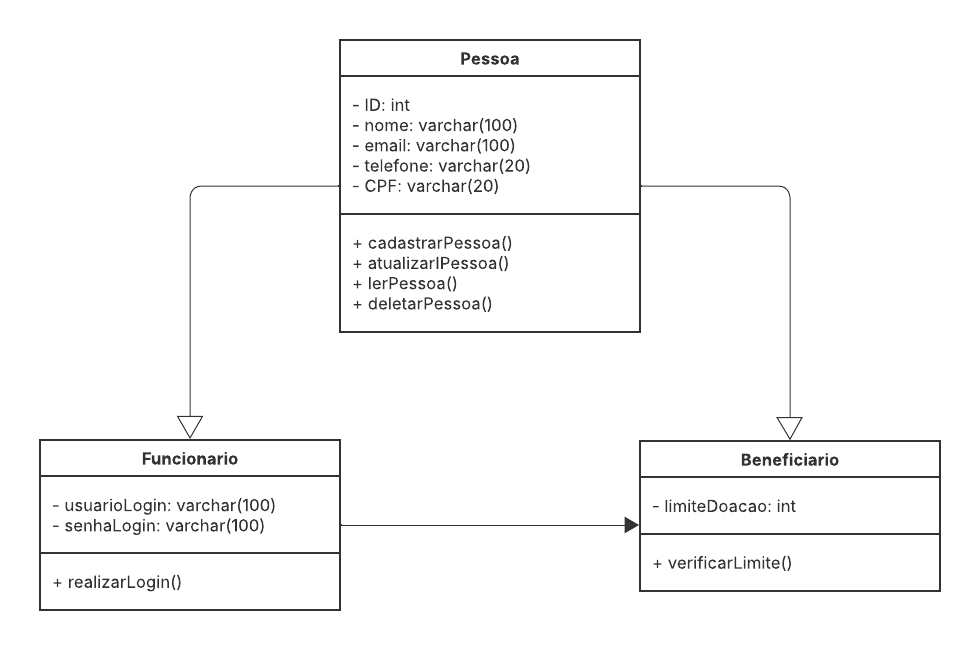 Pessoa
- ID: int
- nome: varchar(100)
- email: varchar(100)
- telefone: varchar(20)
- CPF: varchar(20)
+ cadastrarPessoa()
+ atualizarlPessoa()
+ lerPessoa()
+ deletarPessoa()
Funcionario
- usuarioLogin: varchar(100)
- senhaLogin: varchar(100)
+ realizarLogin()
Beneficiario
- limiteDoacao: int
+ verificarLimite()